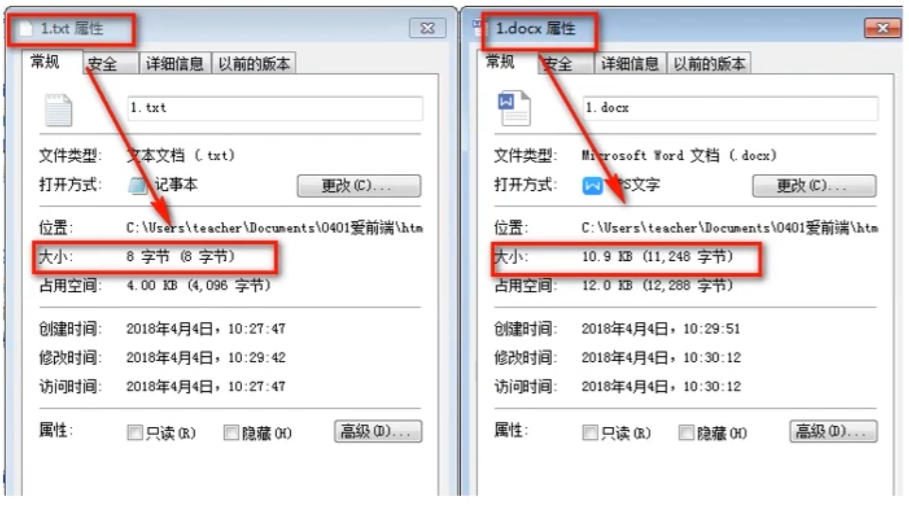 1.txt 属性
常规 安全 详细信息 以前的版本
1.txt
文件类型: 文本文档 (.txt)
打开方式: 记事本 更改(C)...
位置: C:\Users\teacher\Documents\0401爱前端\htm
大小: 8 字节 (8 字节)
占用空间: 4.00 KB (4,096 字节)
创建时间: 2018年4月4日，10:27:47
修改时间: 2018年4月4日，10:29:42
访问时间: 2018年4月4日，10:27:47
属性: 只读(R) 隐藏(H) 高级(D)...
1.docx 属性
常规 安全 详细信息 以前的版本
1.docx
文件类型: Microsoft Word 文档 (.docx)
打开方式: WPS文字 更改(C)...
位置: C:\Users\teacher\Documents\0401爱前端\htm
大小: 10.9 KB (11,248 字节)
占用空间: 12.0 KB (12,288 字节)
创建时间: 2018年4月4日，10:29:51
修改时间: 2018年4月4日，10:30:12
访问时间: 2018年4月4日，10:30:12
属性: 只读(R) 隐藏(H) 高级(D)...